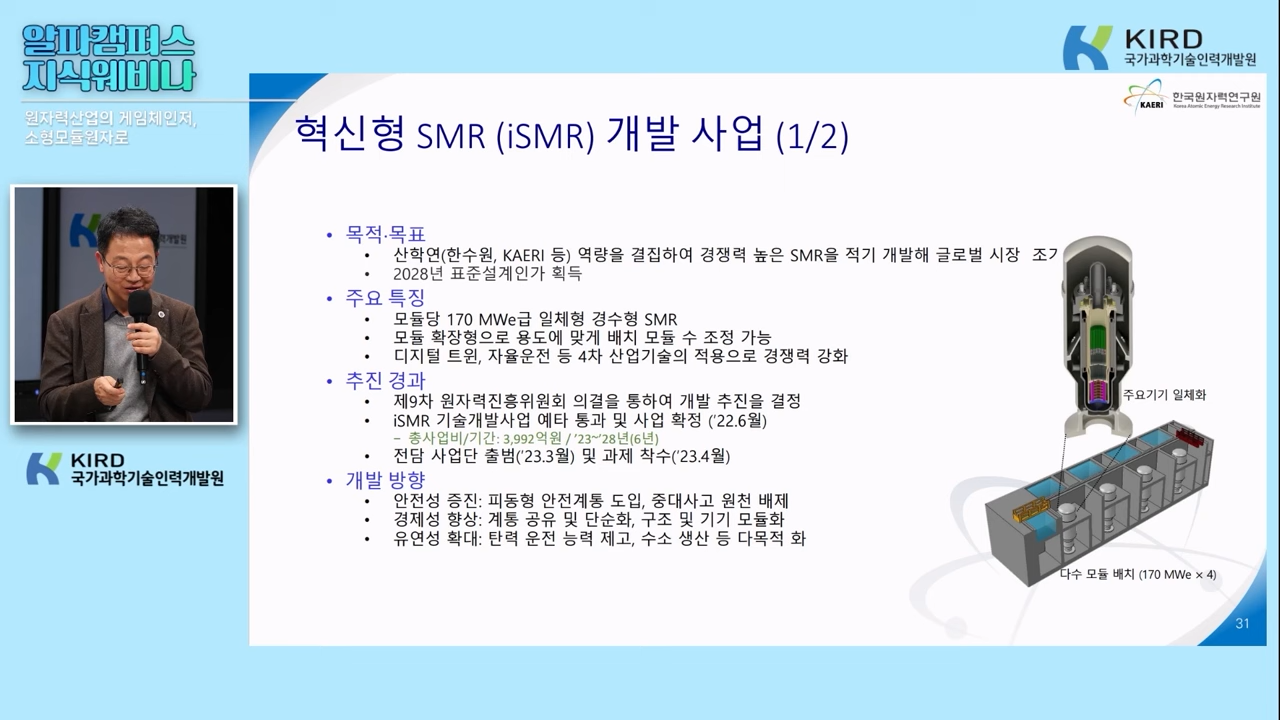 알파캠퍼스
지식웨비나
원자력산업의 게임체인저,
소형모듈원자로
KIRD
국가과학기술인력개발원
KAERI 한국원자력연구원
Korea Atomic Energy Research Institute
혁신형 SMR (iSMR) 개발 사업 (1/2)
• 목적·목표
• 산학연(한수원, KAERI 등) 역량을 결집하여 경쟁력 높은 SMR을 적기 개발해 글로벌 시장 조기
• 2028년 표준설계인가 획득
• 주요 특징
• 모듈당 170 MWe급 일체형 경수형 SMR
• 모듈 확장형으로 용도에 맞게 배치 모듈 수 조정 가능
• 디지털 트윈, 자율운전 등 4차 산업기술의 적용으로 경쟁력 강화
• 추진 경과
• 제9차 원자력진흥위원회 의결을 통하여 개발 추진을 결정
• iSMR 기술개발사업 예타 통과 및 사업 확정 ('22.6월)
– 총사업비/기간: 3,992억원 / '23~'28년(6년)
• 전담 사업단 출범('23.3월) 및 과제 착수('23.4월)
• 개발 방향
• 안전성 증진: 피동형 안전계통 도입, 중대사고 원천 배제
• 경제성 향상: 계통 공유 및 단순화, 구조 및 기기 모듈화
• 유연성 확대: 탄력 운전 능력 제고, 수소 생산 등 다목적 화
주요기기 일체화
다수 모듈 배치 (170 MWe × 4)
31
KIRD
국가과학기술인력개발원